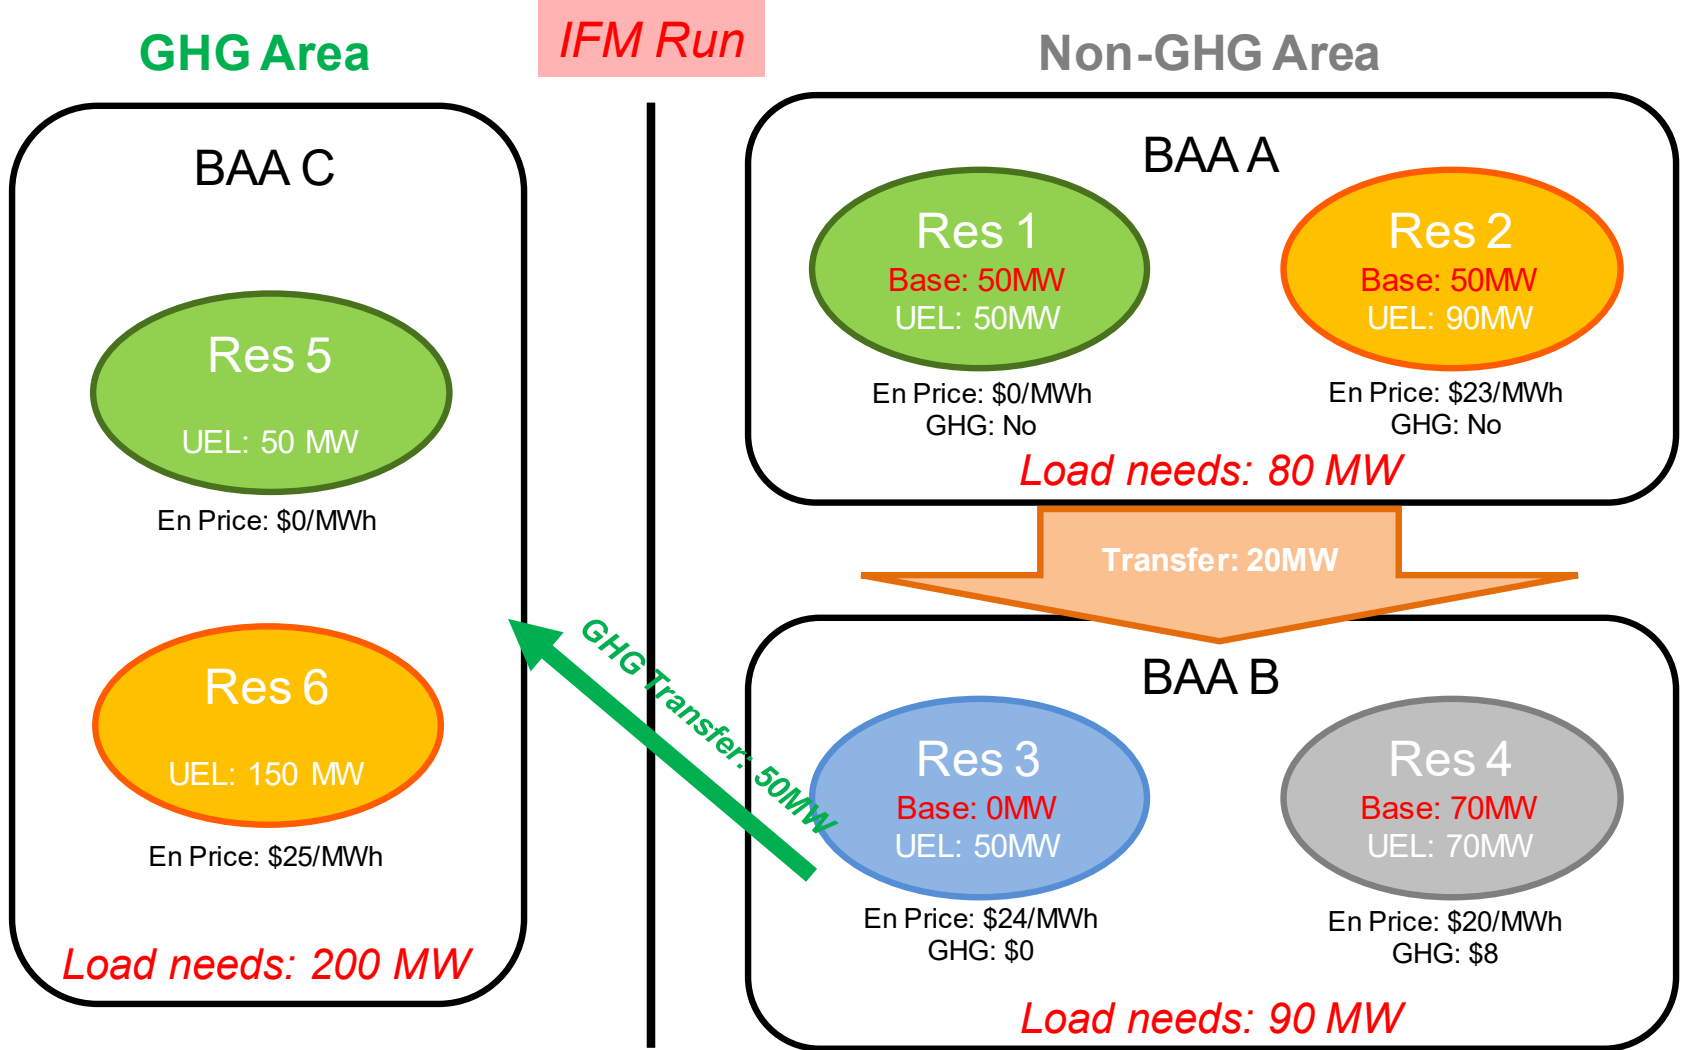 IFM Run
GHG Area
Non-GHG Area
BAA C
Res 5
UEL: 50 MW
En Price: $0/MWh
Res 6
UEL: 150 MW
En Price: $25/MWh
Load needs: 200 MW
BAA A
Res 1
Base: 50MW
UEL: 50MW
En Price: $0/MWh
GHG: No
Res 2
Base: 50MW
UEL: 90MW
En Price: $23/MWh
GHG: No
Load needs: 80 MW
Transfer: 20MW
GHG Transfer: 50MW
BAA B
Res 3
Base: 0MW
UEL: 50MW
En Price: $24/MWh
GHG: $0
Res 4
Base: 70MW
UEL: 70MW
En Price: $20/MWh
GHG: $8
Load needs: 90 MW